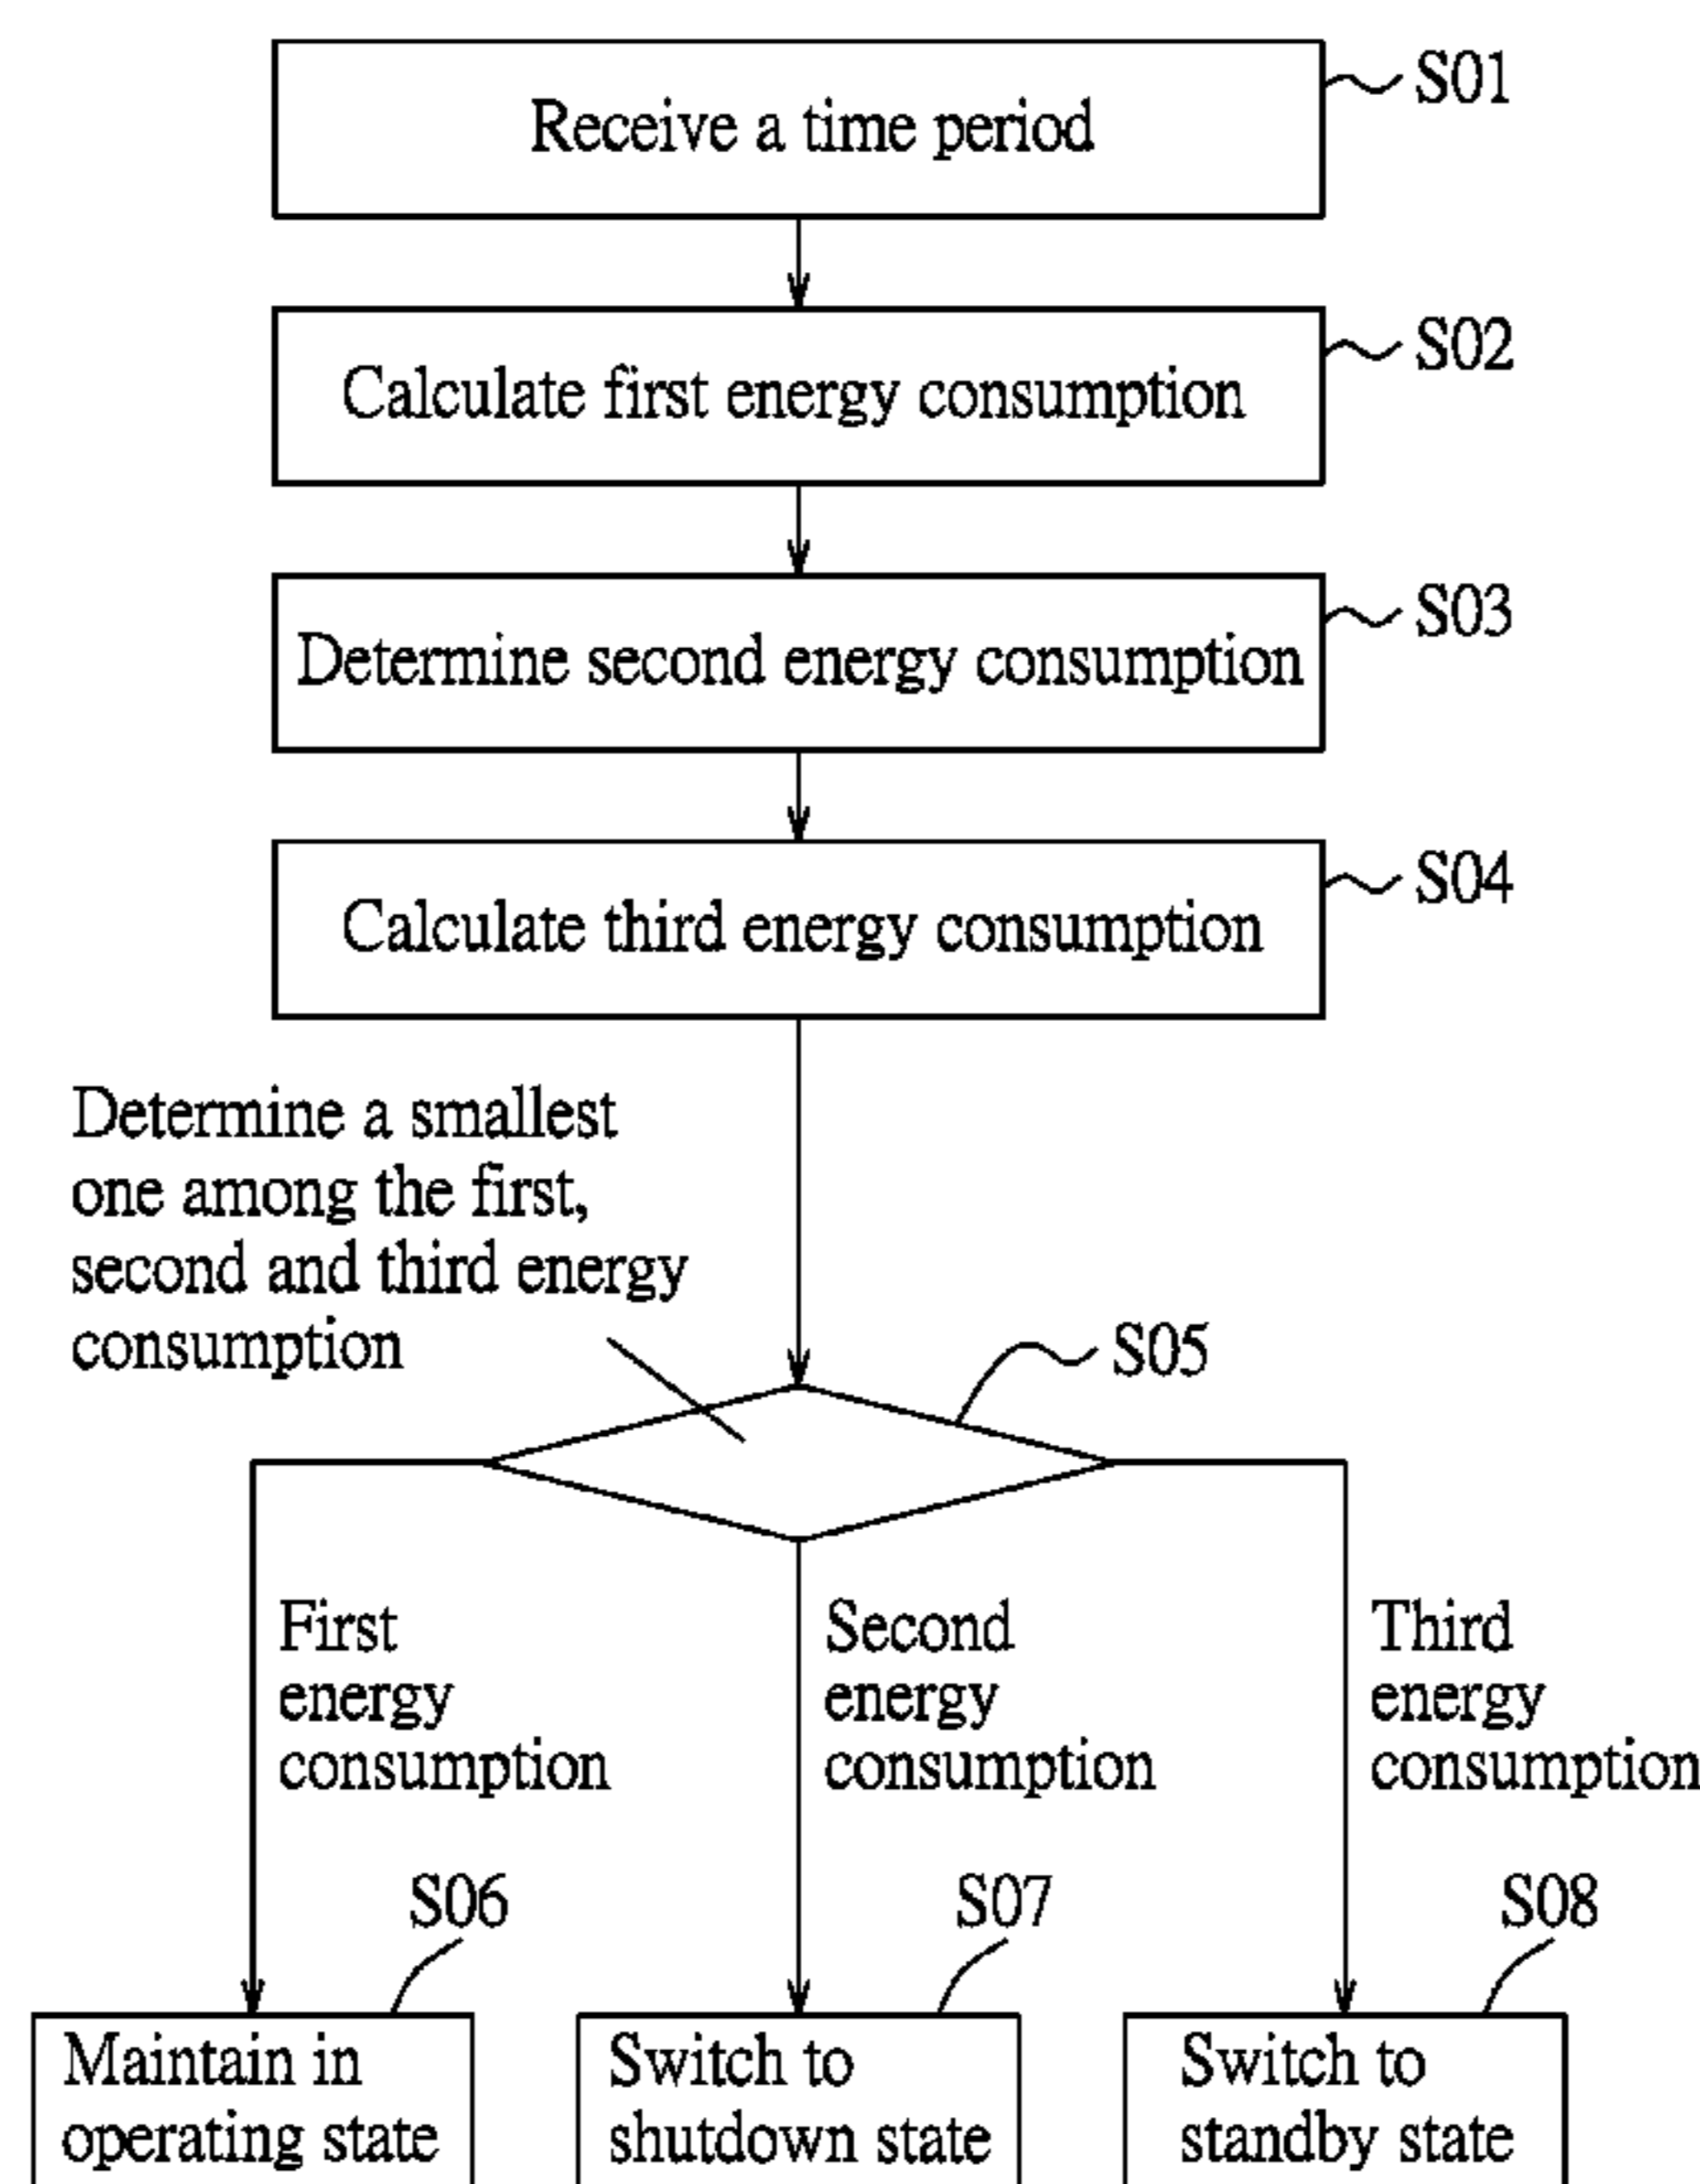 Receive a time period
S01
Calculate first energy consumption
S02
Determine second energy consumption
S03
Calculate third energy consumption
S04
Determine a smallest
one among the first,
second and third energy
consumption
S05
First
energy
consumption
Second
energy
consumption
Third
energy
consumption
S06
S07
S08
Maintain in
operating state
Switch to
shutdown state
Switch to
standby state